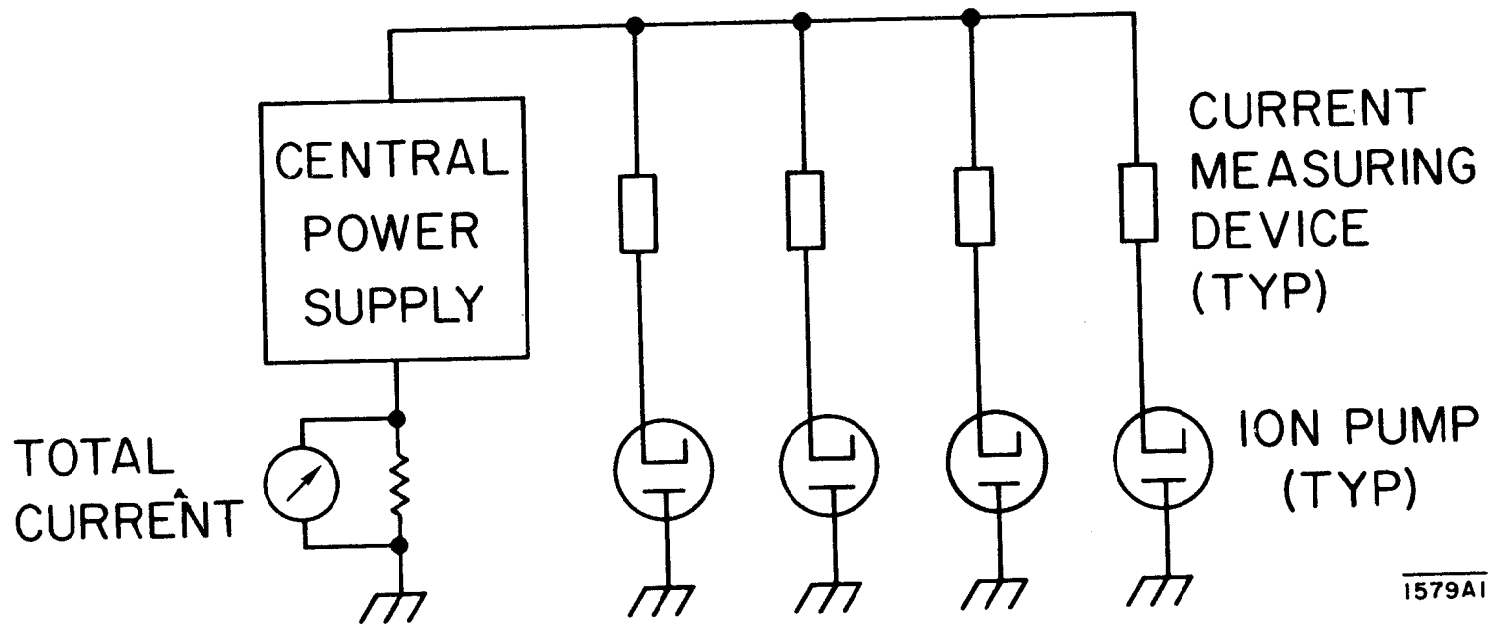 CENTRAL
POWER
SUPPLY
CURRENT
MEASURING
DEVICE
(TYP)
TOTAL
CURRENT
ION PUMP
(TYP)
1579A1